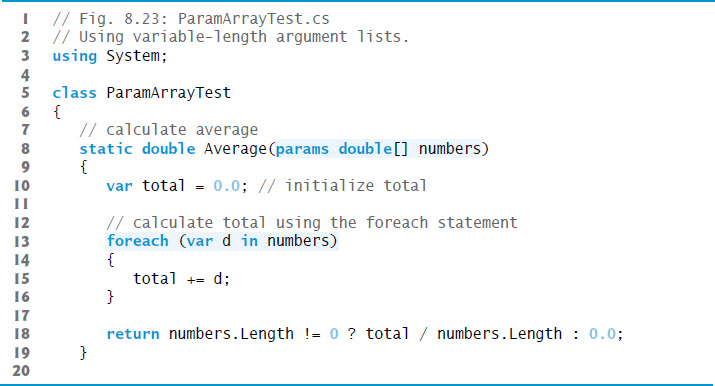 1 // Fig. 8.23: ParamArrayTest.cs
2 // Using variable-length argument lists.
3 using System;
4
5 class ParamArrayTest
6 {
7 // calculate average
8 static double Average(params double[] numbers)
9 {
10 var total = 0.0; // initialize total
11
12 // calculate total using the foreach statement
13 foreach (var d in numbers)
14 {
15 total += d;
16 }
17
18 return numbers.Length != 0 ? total / numbers.Length : 0.0;
19 }
20